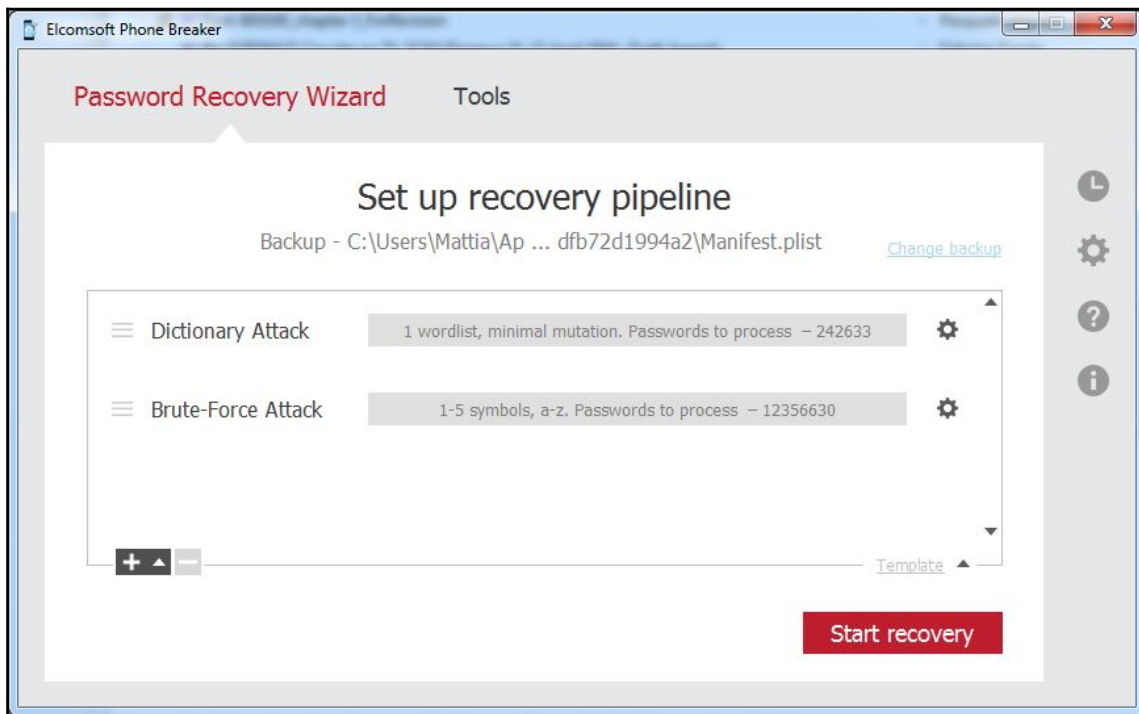 Elcomsoft Phone Breaker
Password Recovery Wizard Tools
Set up recovery pipeline
Backup - C:\Users\Mattia\Ap ... dfb72d1994a2\Manifest.plist
Change backup
Dictionary Attack 1 wordlist, minimal mutation. Passwords to process – 242633
Brute-Force Attack 1-5 symbols, a-z. Passwords to process – 12356630
Template
Start recovery